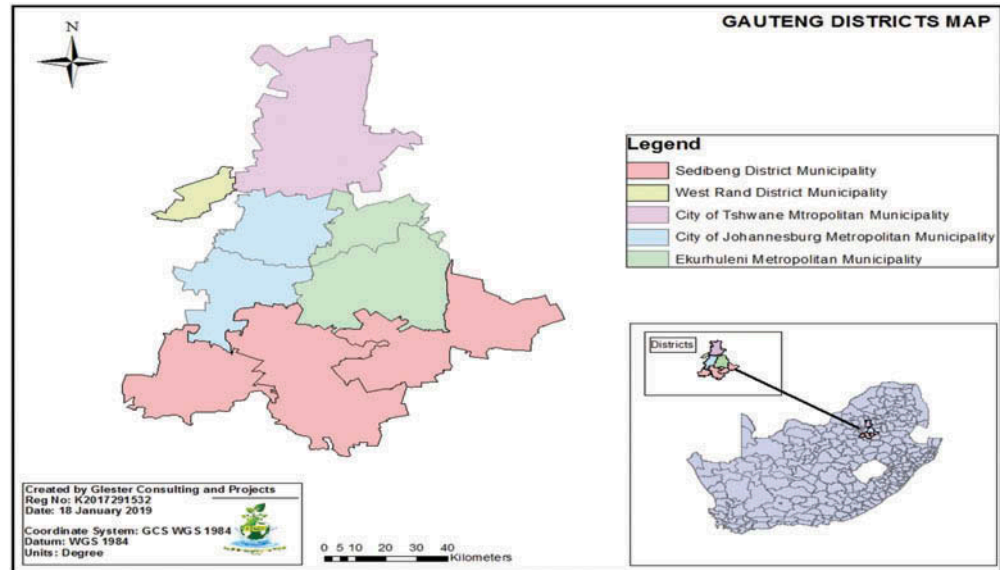 GAUTENG DISTRICTS MAP
N
Legend
Sedibeng District Municipality
West Rand District Municipality
City of Tshwane Mtropolitan Municipality
City of Johannesburg Metropolitan Municipality
Ekurhuleni Metropolitan Municipality
Districts
Created by Glester Consulting and Projects
Reg No: K2017291532
Date: 18 January 2019
Coordinate System: GCS WGS 1984
Datum: WGS 1984
Units: Degree
0 5 10 20 30 40
Kilometers